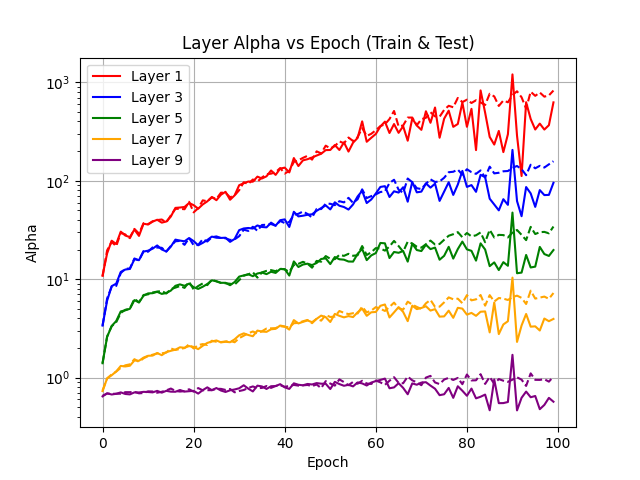 Layer Alpha vs Epoch (Train & Test)
Layer 1
Layer 3
Layer 5
Layer 7
Layer 9
Alpha
10³
10²
10¹
10⁰
0 20 40 60 80 100
Epoch